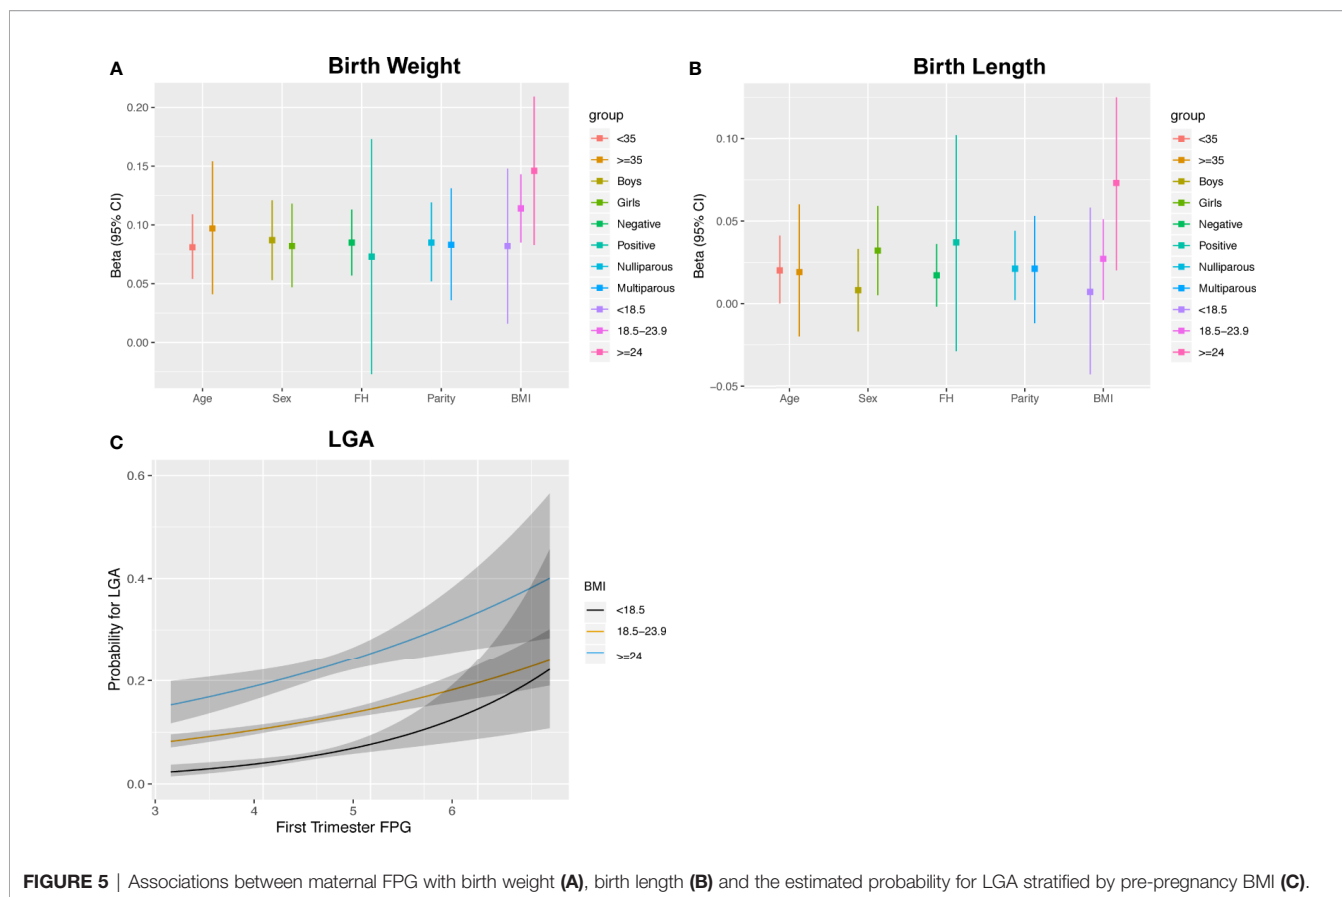 A
Birth Weight
Beta (95% CI)
0.20
0.15
0.10
0.05
0.00
Age Sex FH Parity BMI
group
<35
>=35
Boys
Girls
Negative
Positive
Nulliparous
Multiparous
<18.5
18.5–23.9
>=24
B
Birth Length
Beta (95% CI)
0.10
0.05
0.00
−0.05
Age Sex FH Parity BMI
group
<35
>=35
Boys
Girls
Negative
Positive
Nulliparous
Multiparous
<18.5
18.5–23.9
>=24
C
LGA
Probability for LGA
0.6
0.4
0.2
0.0
3 4 5 6
First Trimester FPG
BMI
<18.5
18.5–23.9
>=24
FIGURE 5 | Associations between maternal FPG with birth weight (A), birth length (B) and the estimated probability for LGA stratified by pre-pregnancy BMI (C).